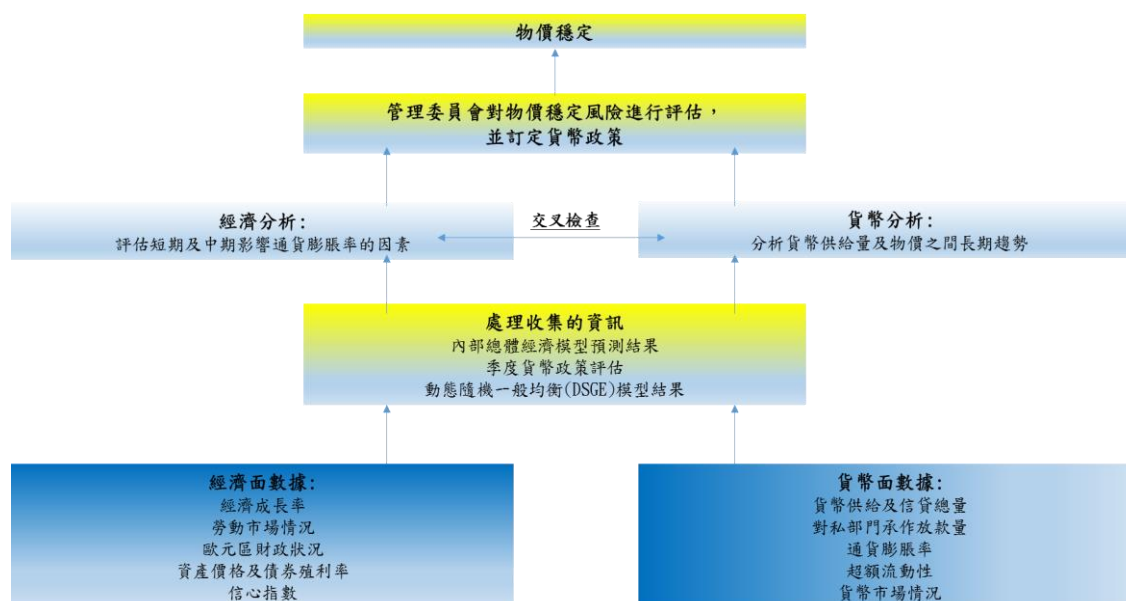 物價穩定
管理委員會對物價穩定風險進行評估，
並訂定貨幣政策
經濟分析:
評估短期及中期影響通貨膨脹率的因素
交叉檢查
貨幣分析:
分析貨幣供給量及物價之間長期趨勢
處理收集的資訊
內部總體經濟模型預測結果
季度貨幣政策評估
動態隨機一般均衡(DSGE)模型結果
經濟面數據:
經濟成長率
勞動市場情況
歐元區財政狀況
資產價格及債券殖利率
信心指數
貨幣面數據:
貨幣供給及信貸總量
對私部門承作放款量
通貨膨脹率
超額流動性
貨幣市場情況